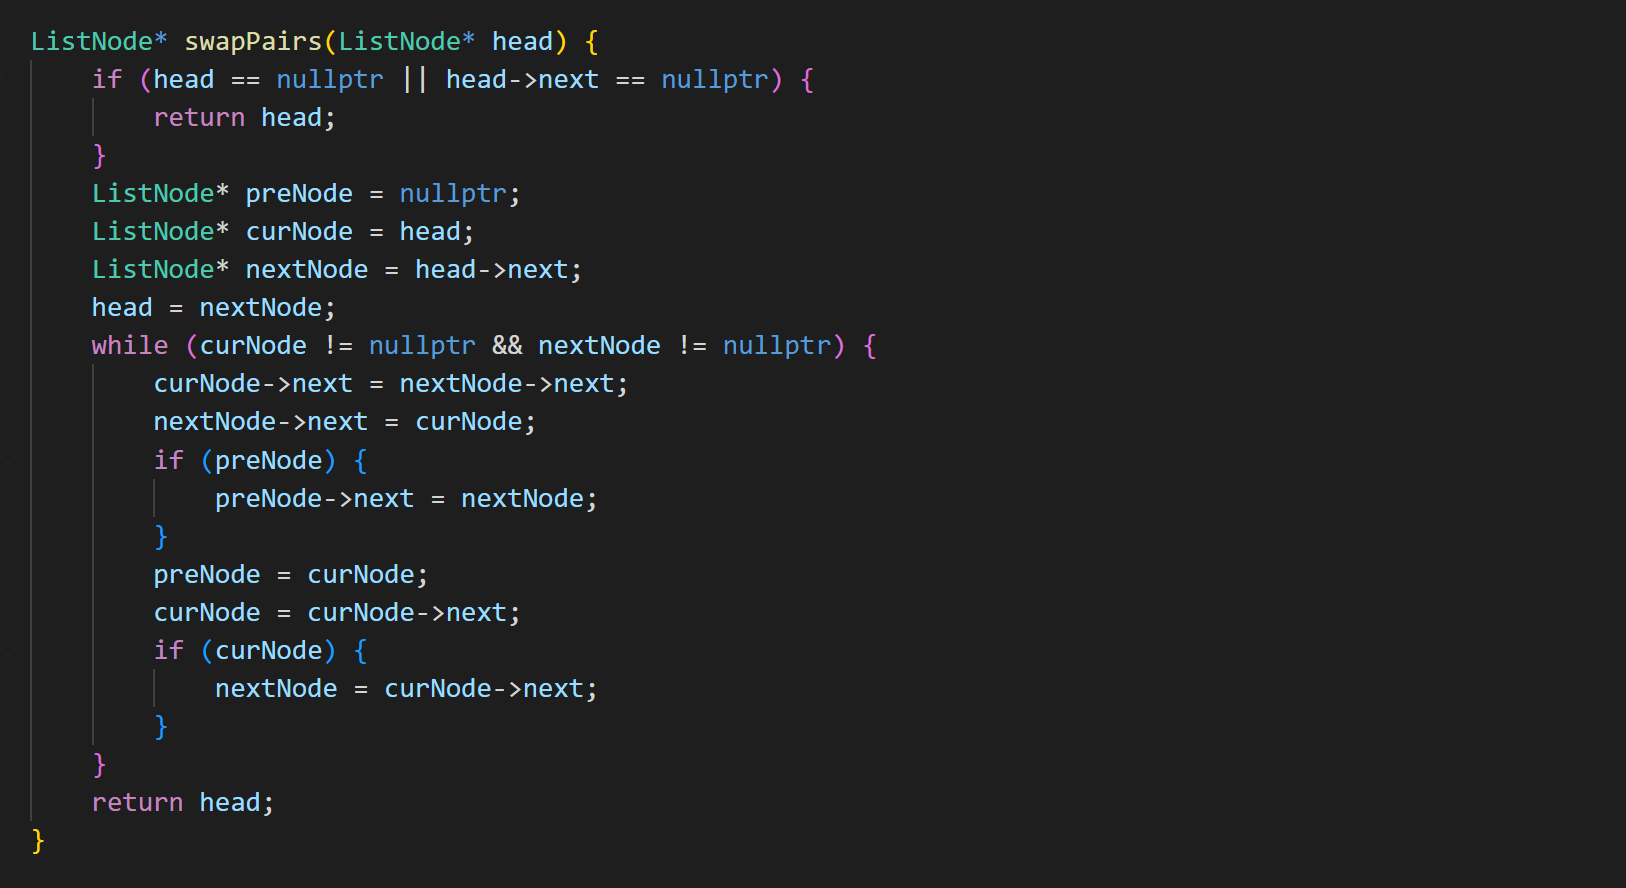 ListNode* swapPairs(ListNode* head) {
    if (head == nullptr || head->next == nullptr) {
        return head;
    }
    ListNode* preNode = nullptr;
    ListNode* curNode = head;
    ListNode* nextNode = head->next;
    head = nextNode;
    while (curNode != nullptr && nextNode != nullptr) {
        curNode->next = nextNode->next;
        nextNode->next = curNode;
        if (preNode) {
            preNode->next = nextNode;
        }
        preNode = curNode;
        curNode = curNode->next;
        if (curNode) {
            nextNode = curNode->next;
        }
    }
    return head;
}